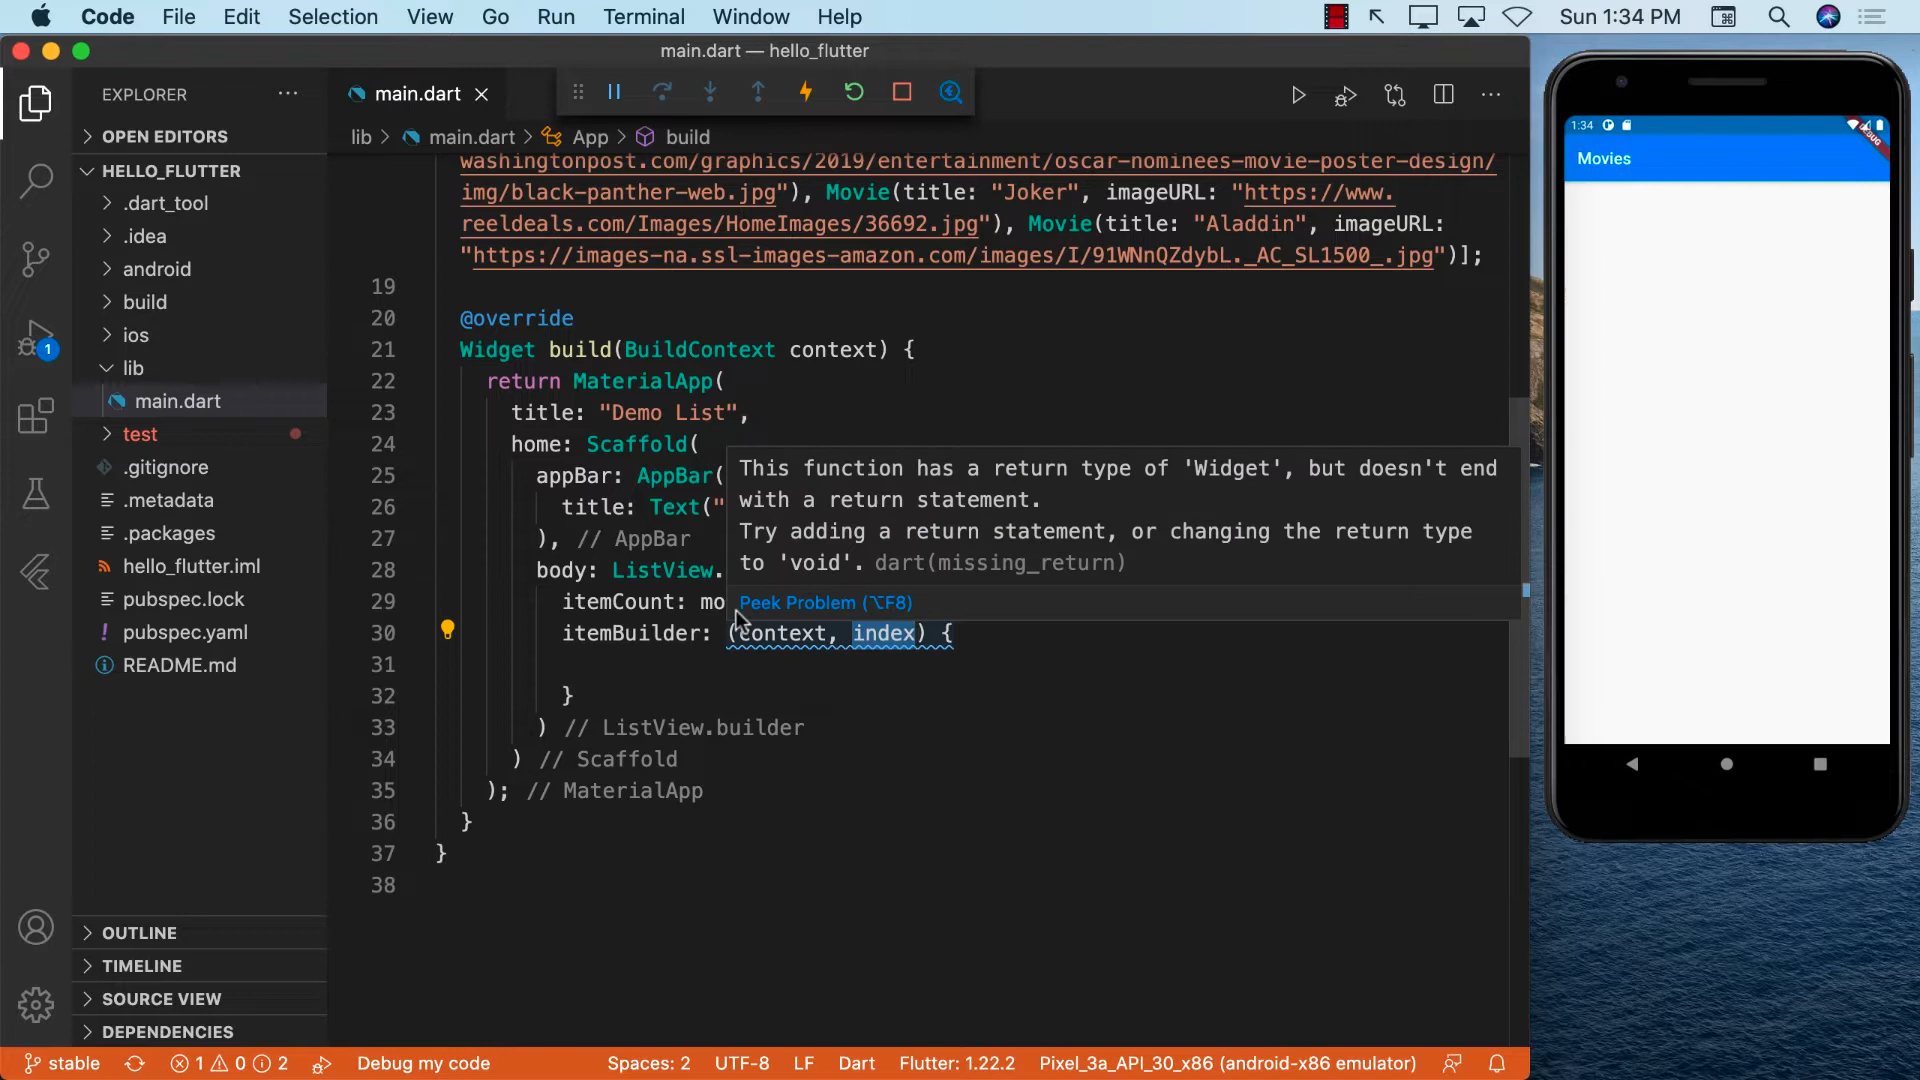 Code File Edit Selection View Go Run Terminal Window Help Sun 1:34 PM
main.dart — hello_flutter
EXPLORER
main.dart
lib main.dart App build
OPEN EDITORS
HELLO_FLUTTER
.dart_tool
.idea
android
build
ios
lib
main.dart
test
.gitignore
.metadata
.packages
hello_flutter.iml
pubspec.lock
pubspec.yaml
README.md
OUTLINE
TIMELINE
SOURCE VIEW
DEPENDENCIES
1
washingtonpost.com/graphics/2019/entertainment/oscar-nominees-movie-poster-design/
img/black-panther-web.jpg"), Movie(title: "Joker", imageURL: "https://www.
reeldeals.com/Images/HomeImages/36692.jpg"), Movie(title: "Aladdin", imageURL:
"https://images-na.ssl-images-amazon.com/images/I/91WNnQZdybL._AC_SL1500_.jpg")];
19
20 @override
21 Widget build(BuildContext context) {
22 return MaterialApp(
23 title: "Demo List",
24 home: Scaffold(
25 appBar: AppBar(
26 title: Text("
27 ), // AppBar
28 body: ListView.
29 itemCount: mo
30 itemBuilder: (context, index) {
31
32 }
33 ) // ListView.builder
34 ) // Scaffold
35 ); // MaterialApp
36 }
37 }
38
This function has a return type of 'Widget', but doesn't end
with a return statement.
Try adding a return statement, or changing the return type
to 'void'. dart(missing_return)
Peek Problem (⌥F8)
1:34
DEBUG
Movies
stable 1 0 2 Debug my code Spaces: 2 UTF-8 LF Dart Flutter: 1.22.2 Pixel_3a_API_30_x86 (android-x86 emulator)